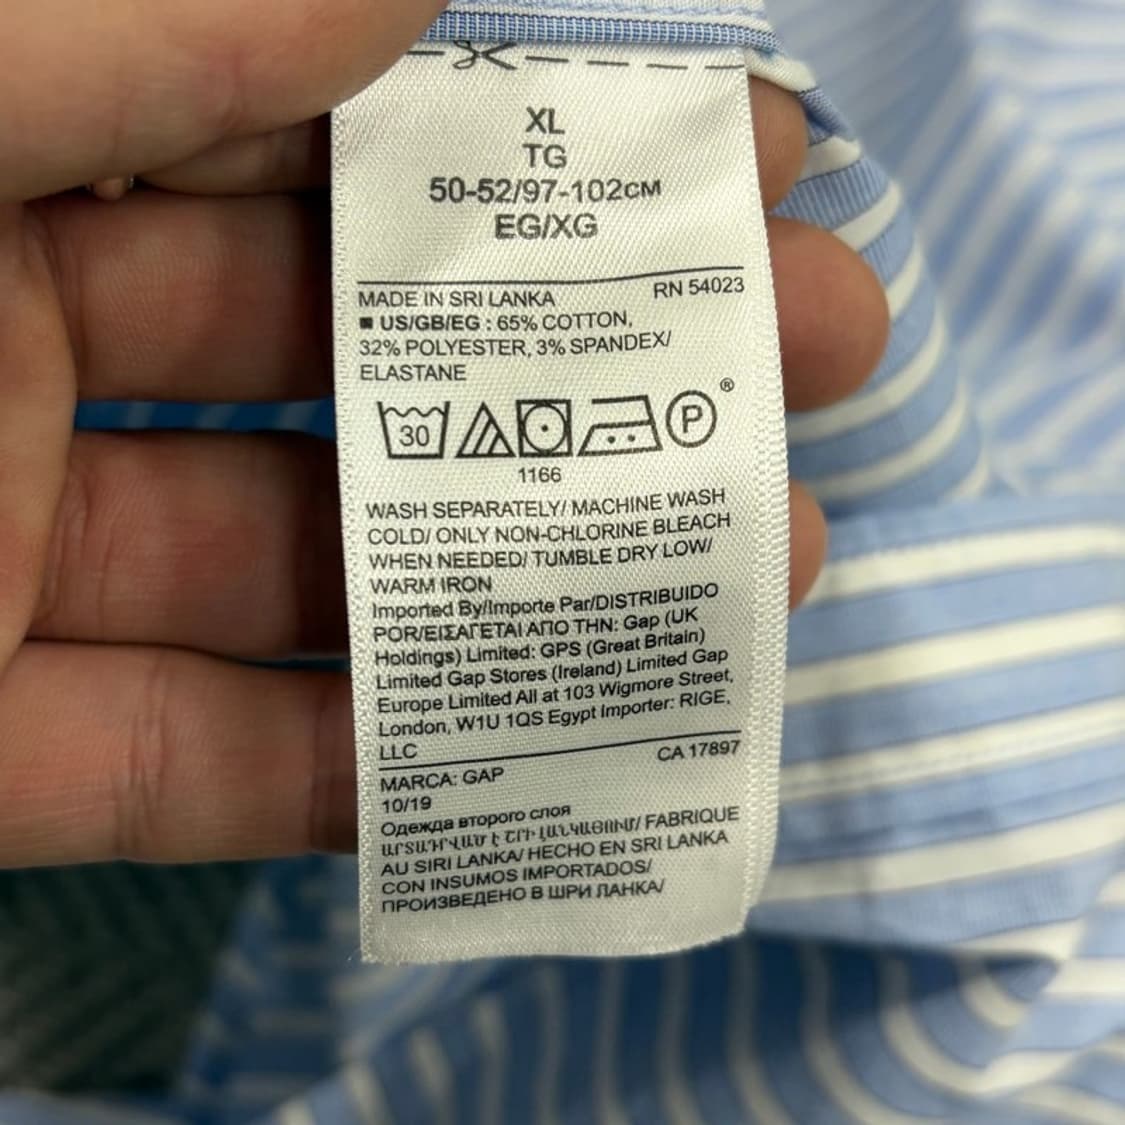 XL
TG
50-52/97-102CM
EG/XG
MADE IN SRI LANKA RN 54023
■ US/GB/EG : 65% COTTON,
32% POLYESTER, 3% SPANDEX/
ELASTANE
30 P ®
1166
WASH SEPARATELY/ MACHINE WASH
COLD/ ONLY NON-CHLORINE BLEACH
WHEN NEEDED/ TUMBLE DRY LOW/
WARM IRON
Imported By/Importe Par/DISTRIBUIDO
POR/ΕΙΣΑΓΕΤΑΙ ΑΠΟ ΤΗΝ: Gap (UK
Holdings) Limited: GPS (Great Britain)
Limited Gap Stores (Ireland) Limited Gap
Europe Limited All at 103 Wigmore Street,
London, W1U 1QS Egypt Importer: RIGE,
LLC CA 17897
MARCA: GAP
10/19
Одежда второго слоя
ԱՐՏԱԴՐՎԱԾ Է ՇՐԻ ԼԱՆԿԱՅՈՒՄ/ FABRIQUE
AU SIRI LANKA/ HECHO EN SRI LANKA
CON INSUMOS IMPORTADOS/
ПРОИЗВЕДЕНО В ШРИ ЛАНКА/